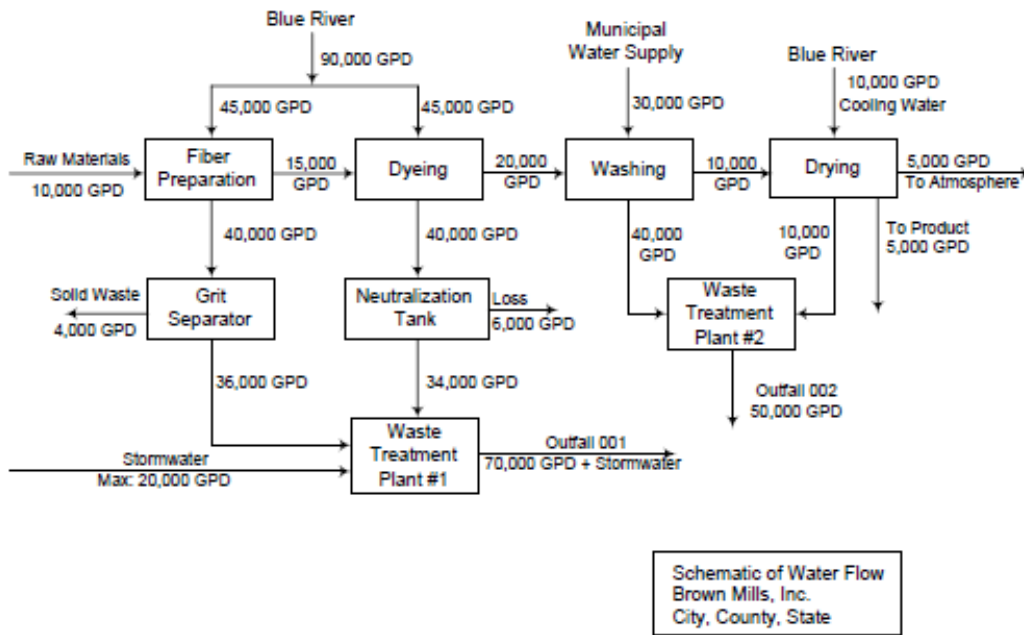 Blue River
90,000 GPD
45,000 GPD
45,000 GPD
Municipal
Water Supply
30,000 GPD
Blue River
10,000 GPD
Cooling Water
Raw Materials
10,000 GPD
Fiber
Preparation
15,000
GPD
Dyeing
20,000
GPD
Washing
10,000
GPD
Drying
5,000 GPD
To Atmosphere
40,000 GPD
40,000 GPD
40,000
GPD
10,000
GPD
To Product
5,000 GPD
Solid Waste
4,000 GPD
Grit
Separator
Neutralization
Tank
Loss
6,000 GPD
Waste
Treatment
Plant #2
36,000 GPD
34,000 GPD
Outfall 002
50,000 GPD
Stormwater
Max: 20,000 GPD
Waste
Treatment
Plant #1
Outfall 001
70,000 GPD + Stormwater
Schematic of Water Flow
Brown Mills, Inc.
City, County, State